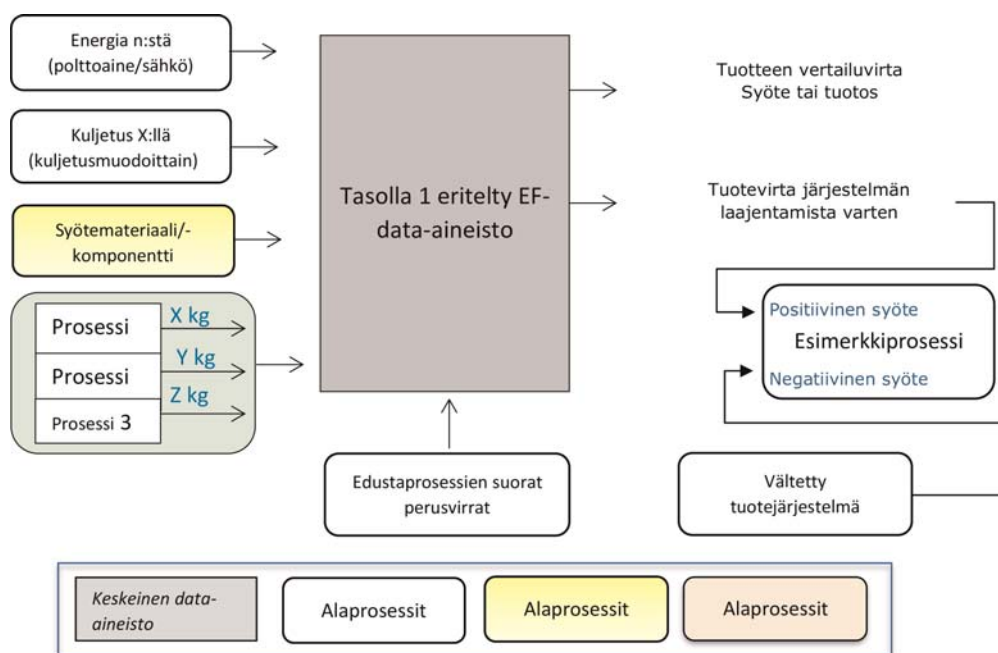 Energia n:stä
(polttoaine/sähkö)
Kuljetus X:llä
(kuljetusmuodoittain)
Syötemateriaali/-
komponentti
Prosessi
X kg
Prosessi
Y kg
Prosessi 3
Z kg
Tasolla 1 eritelty EF-
data-aineisto
Edustaprosessien suorat
perusvirrat
Tuotteen vertailuvirta
Syöte tai tuotos
Tuotevirta järjestelmän
laajentamista varten
Positiivinen syöte
Esimerkkiprosessi
Negatiivinen syöte
Vältetty
tuotejärjestelmä
Keskeinen data-
aineisto
Alaprosessit
Alaprosessit
Alaprosessit